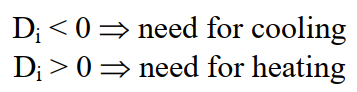 Dᵢ < 0 ⇒ need for cooling
Dᵢ > 0 ⇒ need for heating